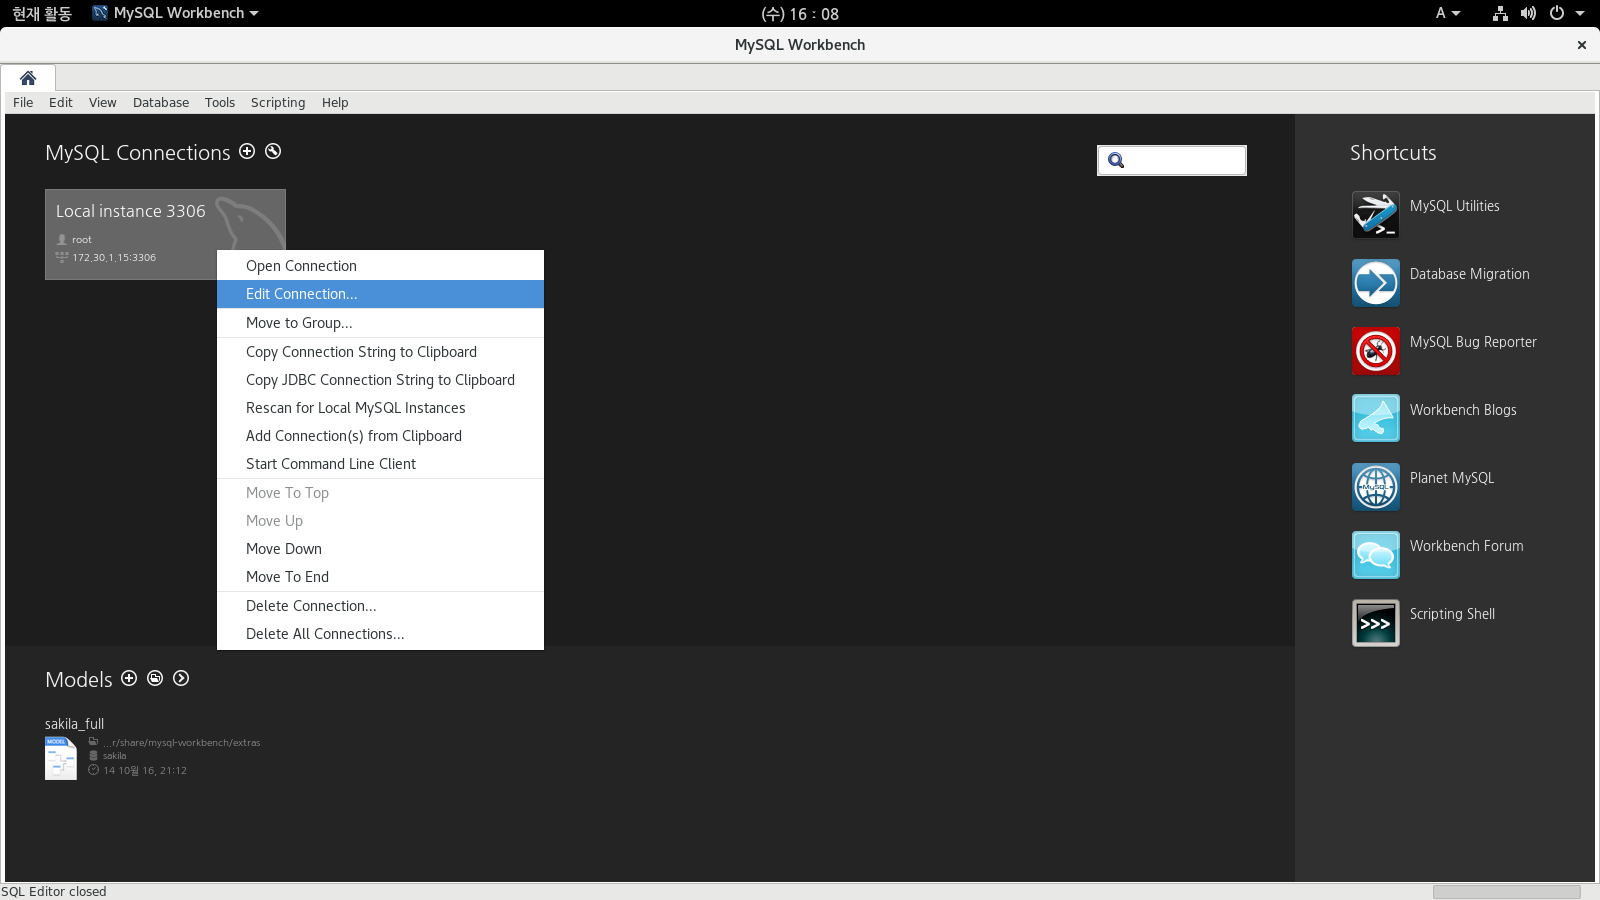 현재 활동 MySQL Workbench (수) 16 : 08 A
MySQL Workbench ×
File Edit View Database Tools Scripting Help
MySQL Connections
Local instance 3306
root
172.30.1.15:3306
Open Connection
Edit Connection...
Move to Group...
Copy Connection String to Clipboard
Copy JDBC Connection String to Clipboard
Rescan for Local MySQL Instances
Add Connection(s) from Clipboard
Start Command Line Client
Move To Top
Move Up
Move Down
Move To End
Delete Connection...
Delete All Connections...
Shortcuts
MySQL Utilities
Database Migration
MySQL Bug Reporter
Workbench Blogs
MySQL
Planet MySQL
Workbench Forum
>>>
Scripting Shell
Models
sakila_full
MODEL
...r/share/mysql-workbench/extras
sakila
14 10월 16, 21:12
SQL Editor closed